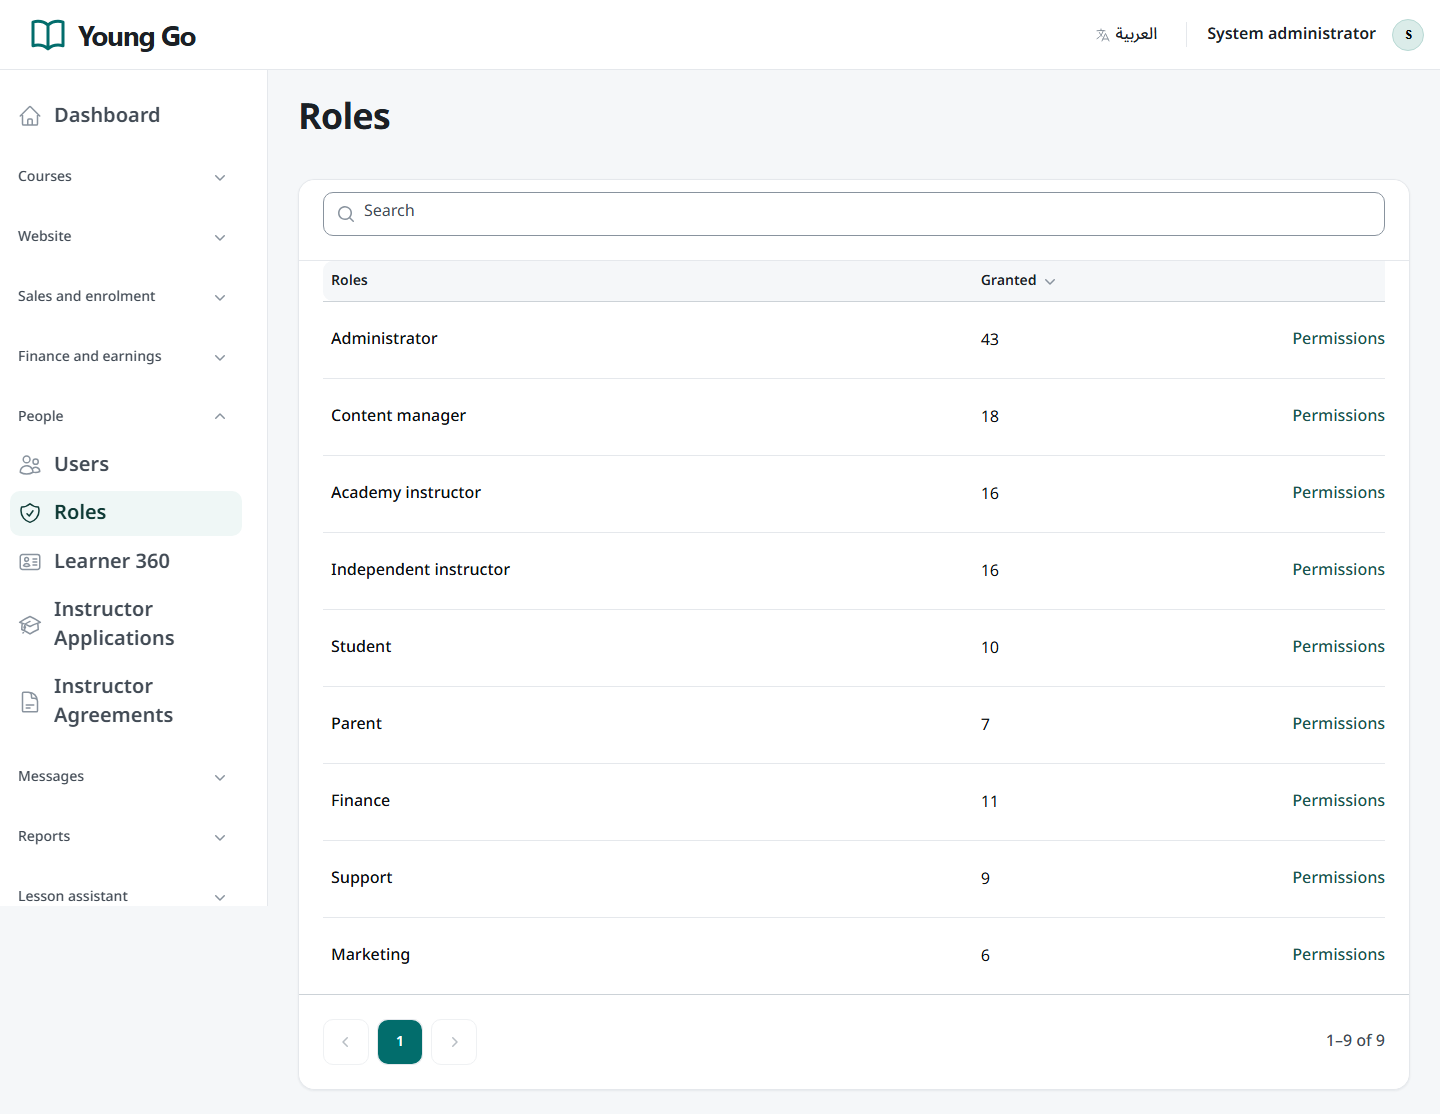 Young Go
العربية
System administrator
S
Dashboard
Courses
Website
Sales and enrolment
Finance and earnings
People
Users
Roles
Learner 360
Instructor
Applications
Instructor
Agreements
Messages
Reports
Lesson assistant
Roles
Search
Roles Granted
Administrator 43 Permissions
Content manager 18 Permissions
Academy instructor 16 Permissions
Independent instructor 16 Permissions
Student 10 Permissions
Parent 7 Permissions
Finance 11 Permissions
Support 9 Permissions
Marketing 6 Permissions
1
1–9 of 9